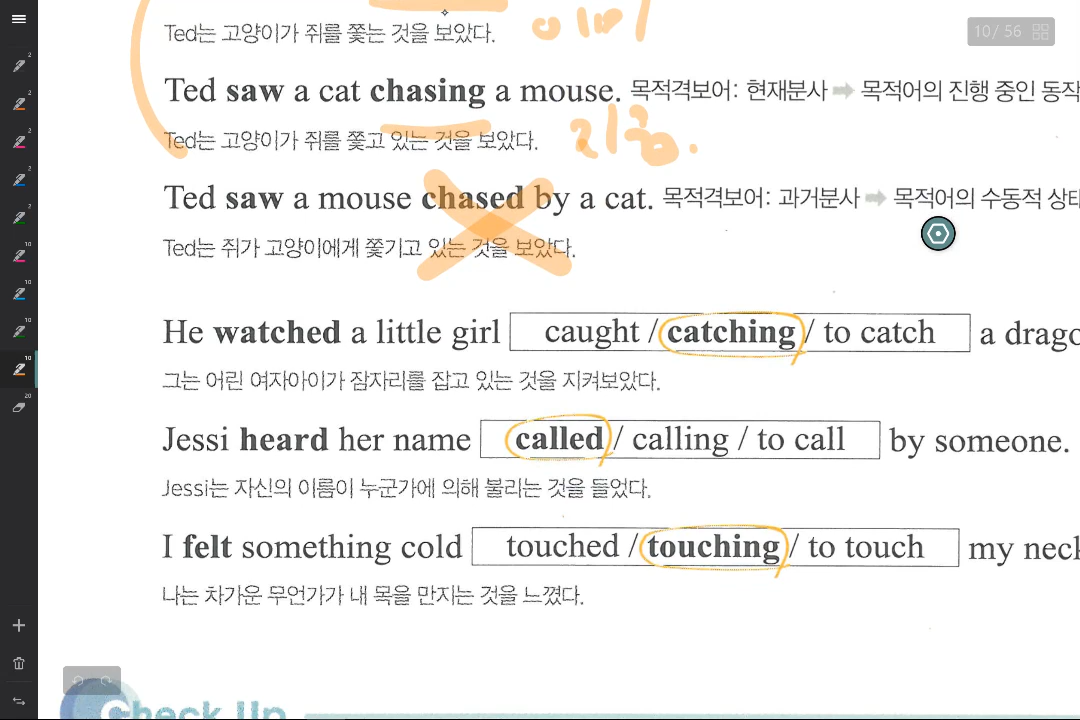 10/ 56
Ted는 고양이가 쥐를 쫓는 것을 보았다.
Ted saw a cat chasing a mouse. 목적격보어: 현재분사 ➡ 목적어의 진행 중인 동작
Ted는 고양이가 쥐를 쫓고 있는 것을 보았다.
Ted saw a mouse chased by a cat. 목적격보어: 과거분사 ➡ 목적어의 수동적 상태
Ted는 쥐가 고양이에게 쫓기고 있는 것을 보았다.
He watched a little girl caught / catching / to catch a drago
그는 어린 여자아이가 잠자리를 잡고 있는 것을 지켜보았다.
Jessi heard her name called / calling / to call by someone.
Jessi는 자신의 이름이 누군가에 의해 불리는 것을 들었다.
I felt something cold touched / touching / to touch my neck
나는 차가운 무언가가 내 목을 만지는 것을 느꼈다.
Check Up